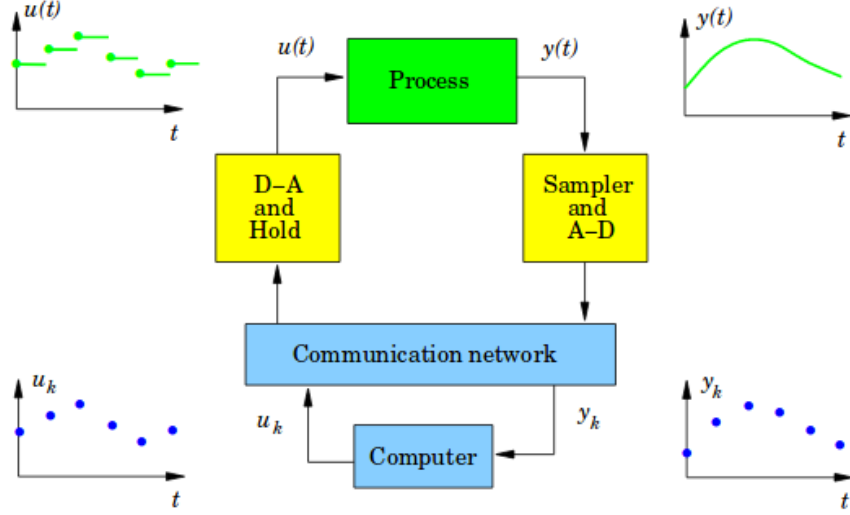 u(t)
t
u(t)
Process
y(t)
y(t)
t
D–A
and
Hold
Sampler
and
A–D
Communication network
u_k
t
u_k
Computer
y_k
y_k
t